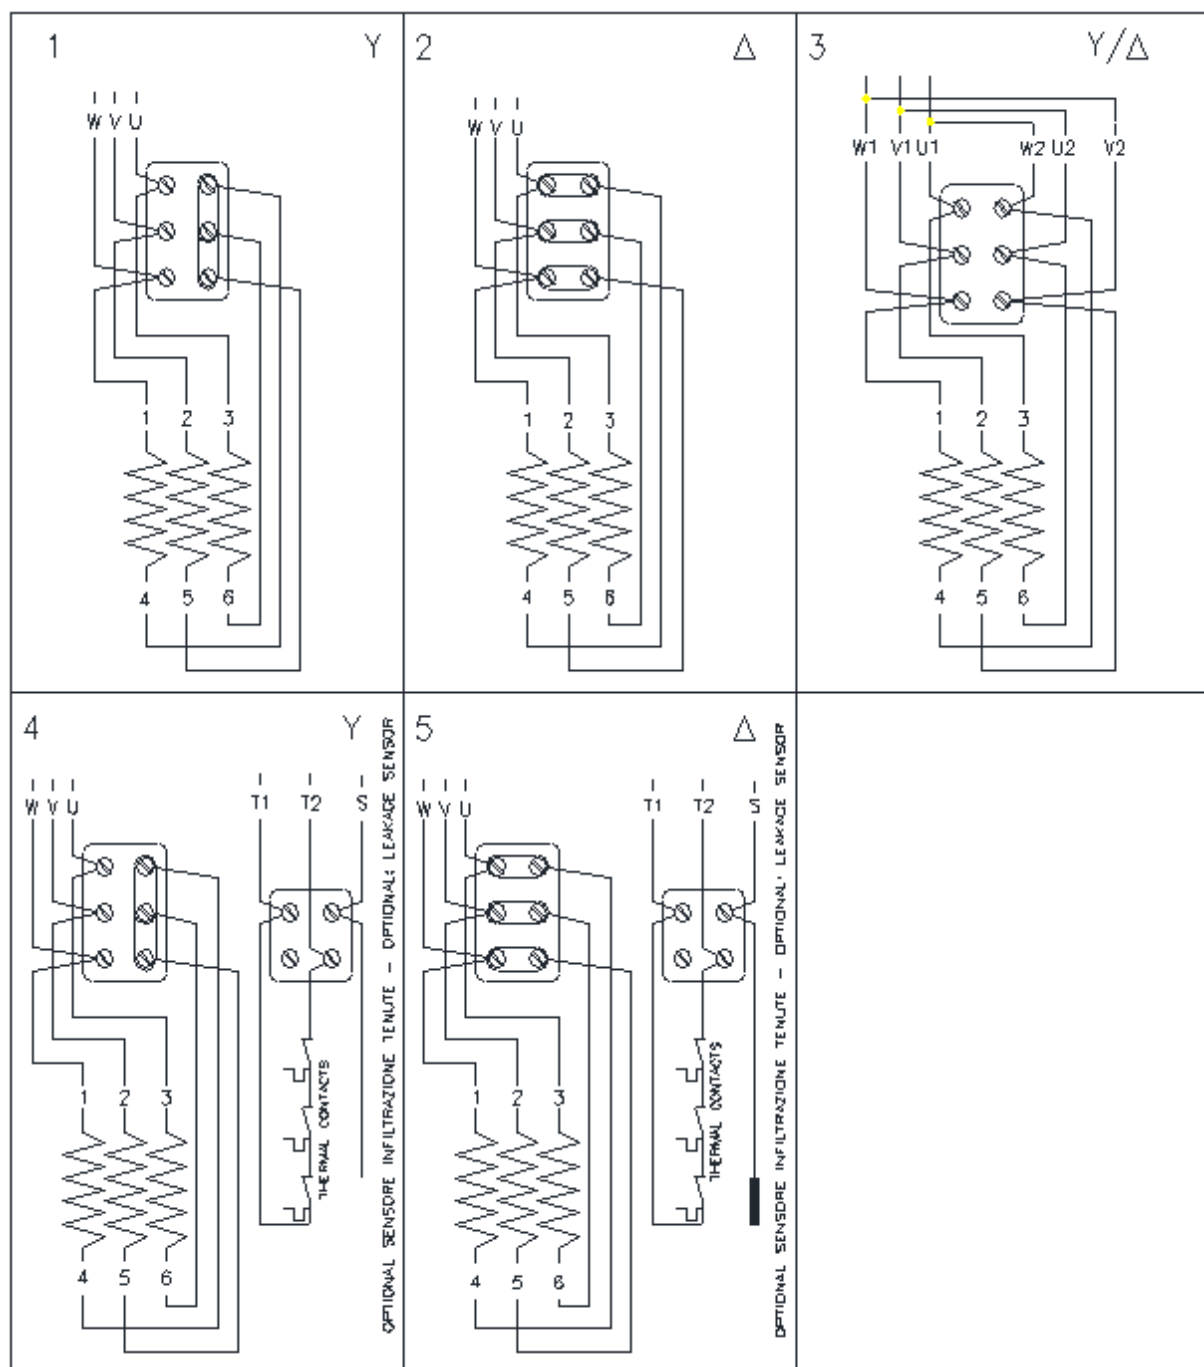 1 Y
W V U
1 2 3
4 5 6
2 Δ
W V U
1 2 3
4 5 6
3 Y/Δ
W1 V1 U1 W2 U2 V2
1 2 3
4 5 6
4 Y
W V U T1 T2 S
1 2 3
4 5 6
THERMAL CONTACTS
OPTIONAL SENSORE INFILTRAZIONE TENUTE - OPTIONAL: LEAKAGE SENSOR
5 Δ
W V U T1 T2 S
1 2 3
4 5 6
THERMAL CONTACTS
OPTIONAL SENSORE INFILTRAZIONE TENUTE - OPTIONAL: LEAKAGE SENSOR